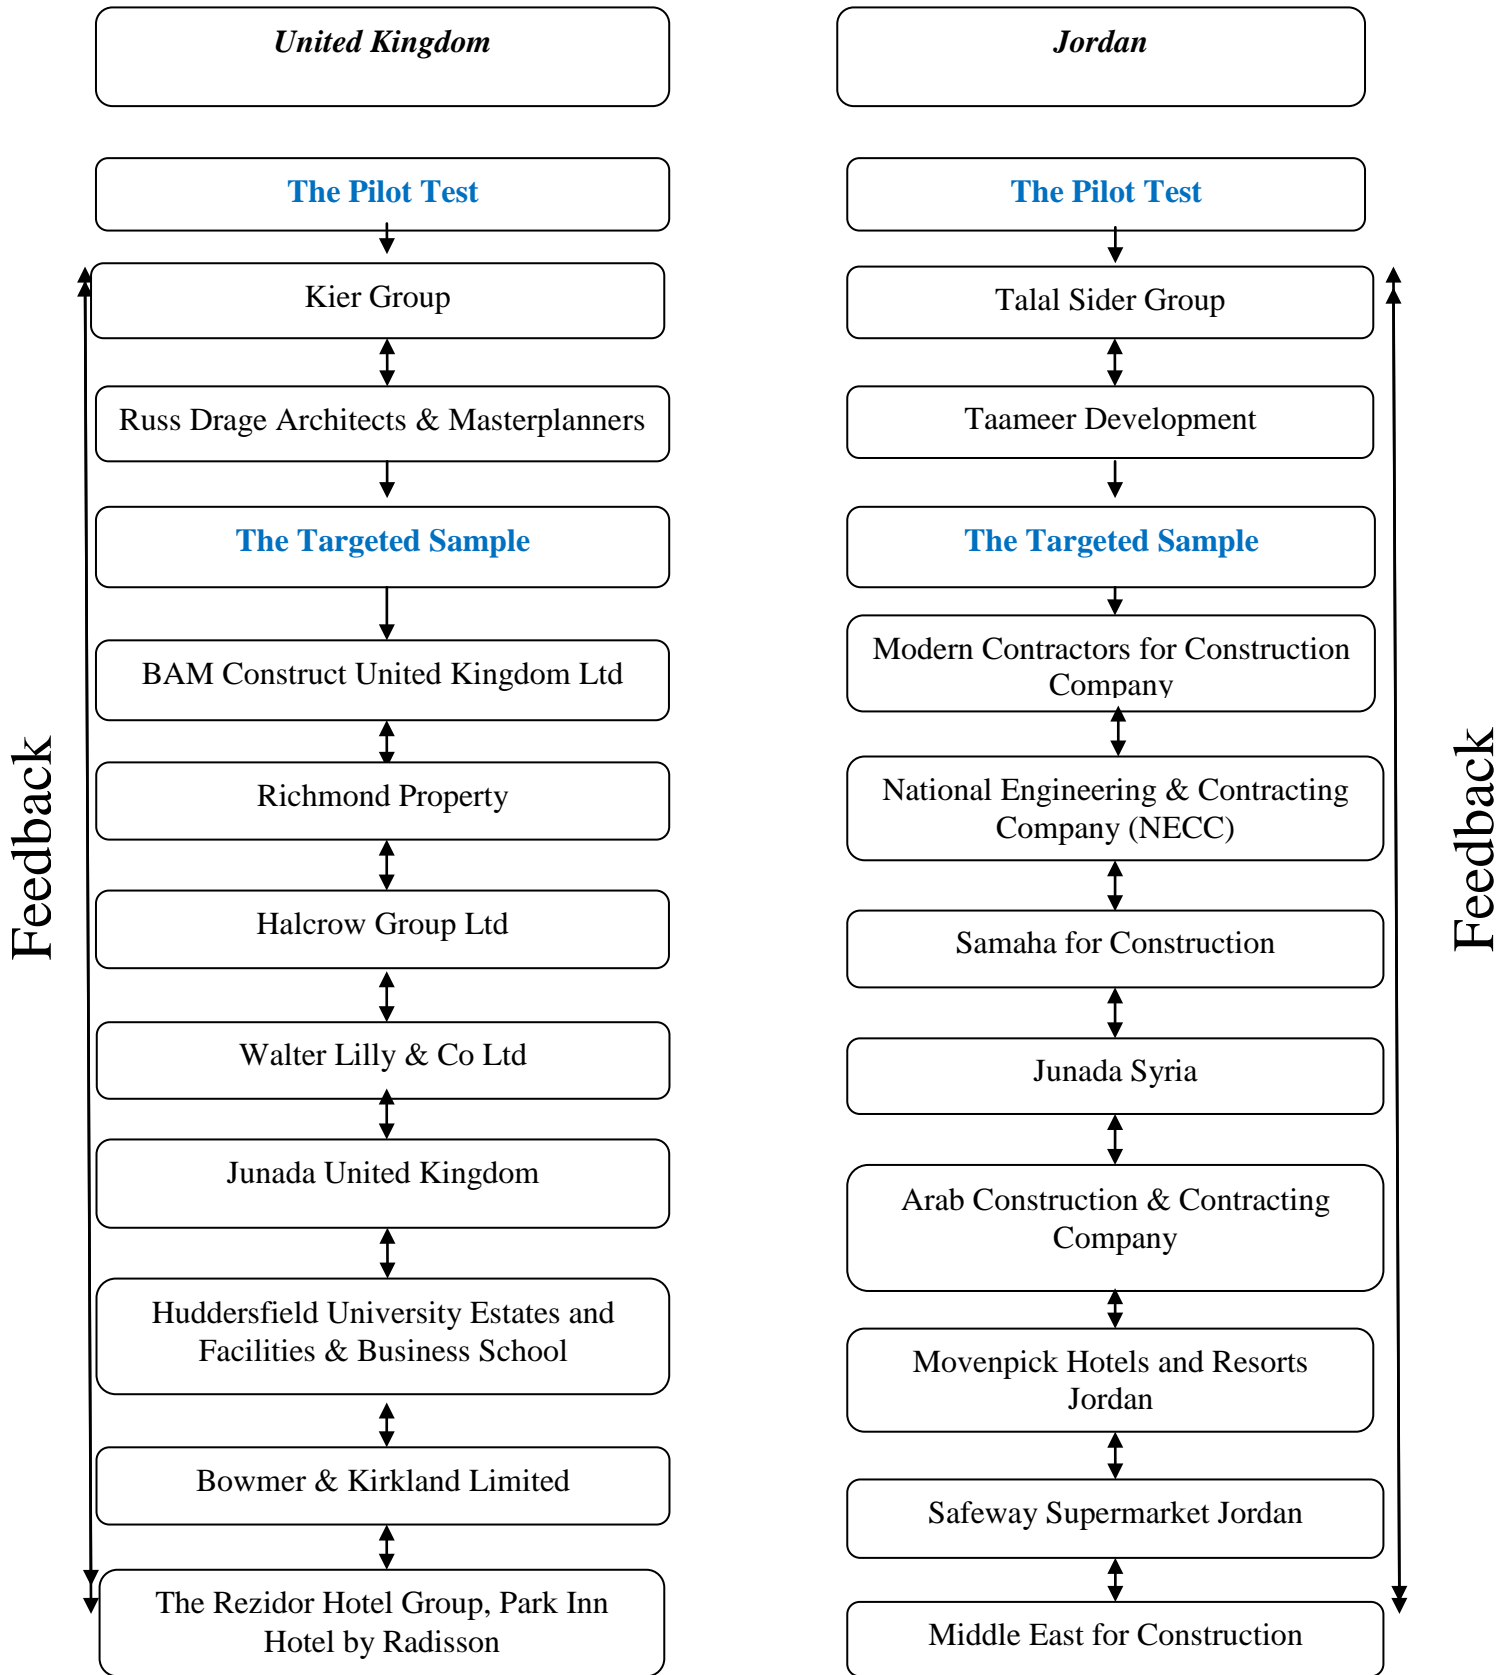 United Kingdom
The Pilot Test
Kier Group
Russ Drage Architects & Masterplanners
The Targeted Sample
BAM Construct United Kingdom Ltd
Richmond Property
Halcrow Group Ltd
Walter Lilly & Co Ltd
Junada United Kingdom
Huddersfield University Estates and
Facilities & Business School
Bowmer & Kirkland Limited
The Rezidor Hotel Group, Park Inn
Hotel by Radisson
Feedback
Jordan
The Pilot Test
Talal Sider Group
Taameer Development
The Targeted Sample
Modern Contractors for Construction
Company
National Engineering & Contracting
Company (NECC)
Samaha for Construction
Junada Syria
Arab Construction & Contracting
Company
Movenpick Hotels and Resorts
Jordan
Safeway Supermarket Jordan
Middle East for Construction
Feedback